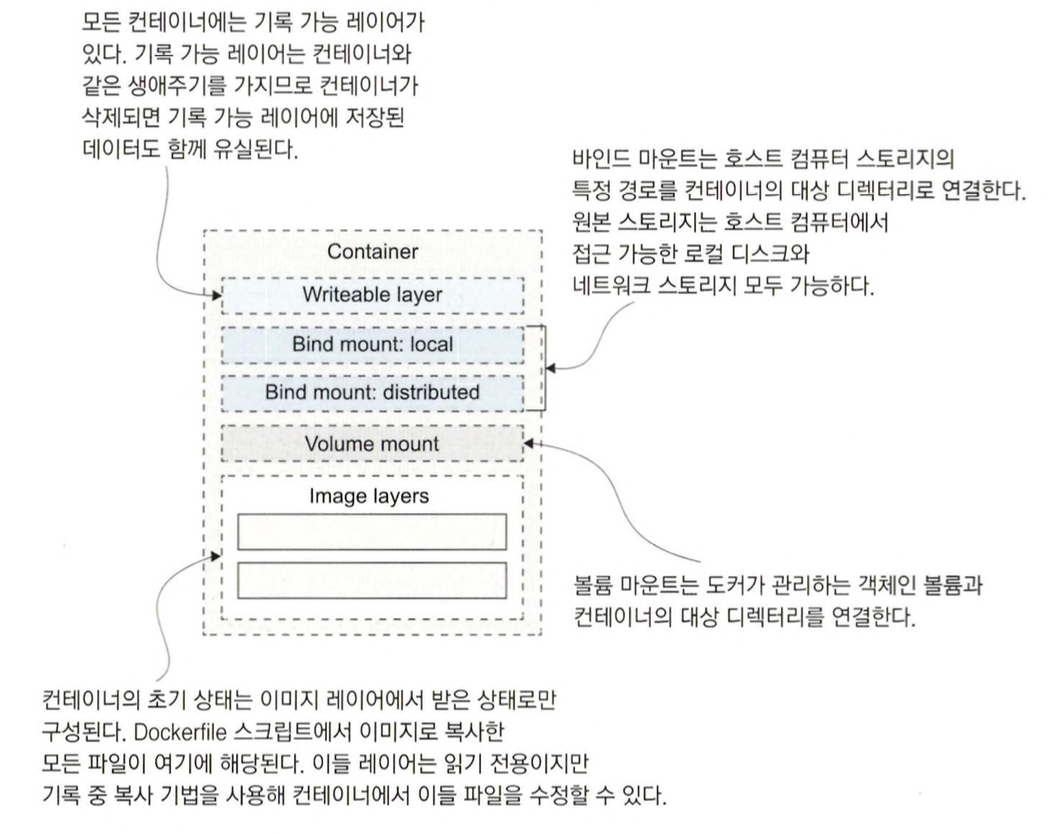 모든 컨테이너에는 기록 가능 레이어가
있다. 기록 가능 레이어는 컨테이너와
같은 생애주기를 가지므로 컨테이너가
삭제되면 기록 가능 레이어에 저장된
데이터도 함께 유실된다.
바인드 마운트는 호스트 컴퓨터 스토리지의
특정 경로를 컨테이너의 대상 디렉터리로 연결한다.
원본 스토리지는 호스트 컴퓨터에서
접근 가능한 로컬 디스크와
네트워크 스토리지 모두 가능하다.
Container
Writeable layer
Bind mount: local
Bind mount: distributed
Volume mount
Image layers
볼륨 마운트는 도커가 관리하는 객체인 볼륨과
컨테이너의 대상 디렉터리를 연결한다.
컨테이너의 초기 상태는 이미지 레이어에서 받은 상태로만
구성된다. Dockerfile 스크립트에서 이미지로 복사한
모든 파일이 여기에 해당된다. 이들 레이어는 읽기 전용이지만
기록 중 복사 기법을 사용해 컨테이너에서 이들 파일을 수정할 수 있다.